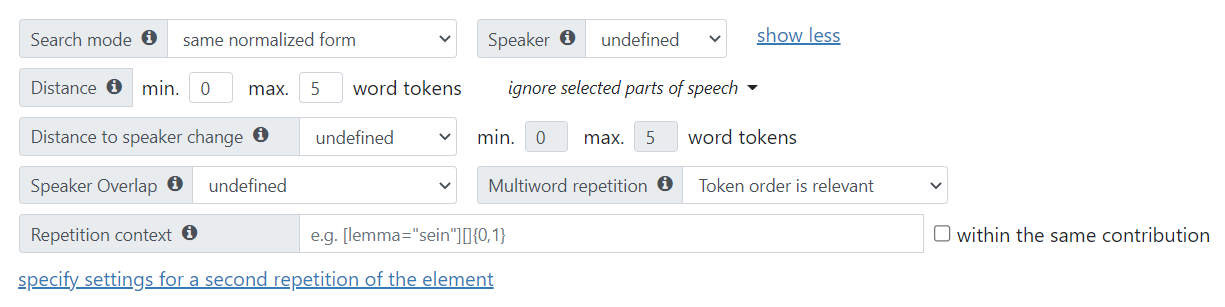 Search mode same normalized form Speaker undefined show less
Distance min. 0 max. 5 word tokens ignore selected parts of speech
Distance to speaker change undefined min. 0 max. 5 word tokens
Speaker Overlap undefined Multiword repetition Token order is relevant
Repetition context e.g. [lemma="sein"][]{0,1} within the same contribution
specify settings for a second repetition of the element